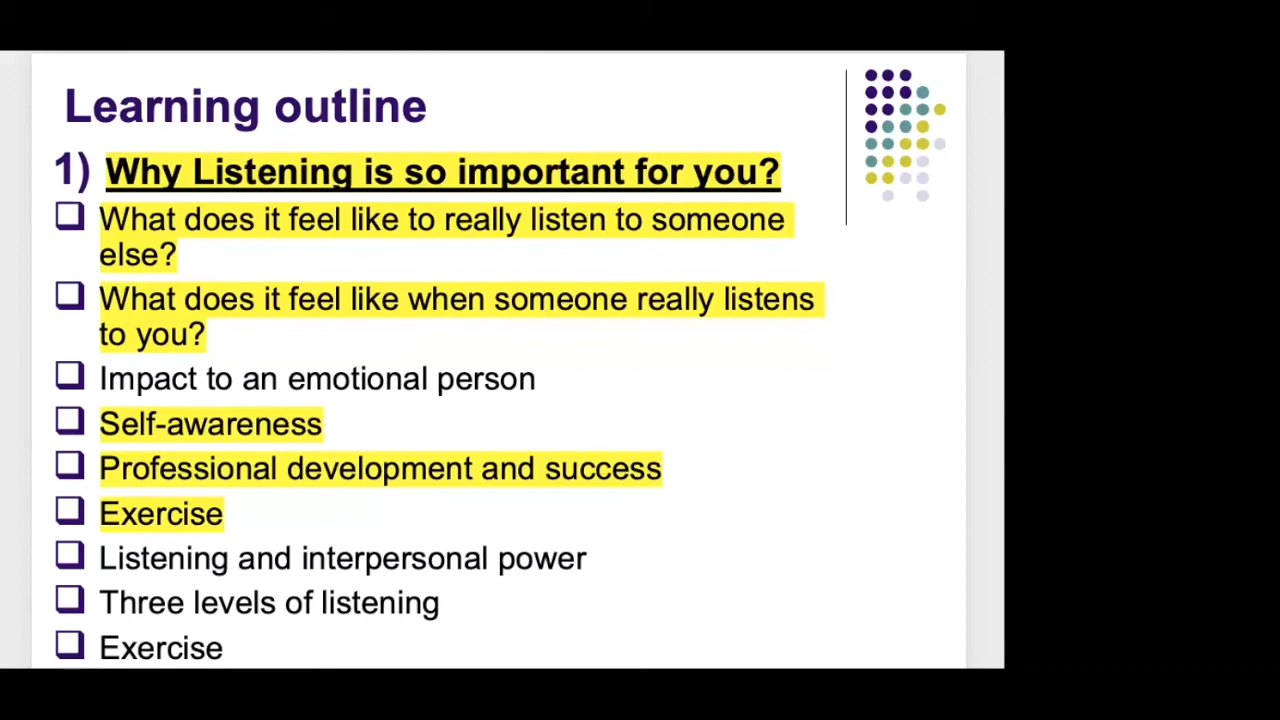 Learning outline
1) Why Listening is so important for you?
❑ What does it feel like to really listen to someone
else?
❑ What does it feel like when someone really listens
to you?
❑ Impact to an emotional person
❑ Self-awareness
❑ Professional development and success
❑ Exercise
❑ Listening and interpersonal power
❑ Three levels of listening
❑ Exercise